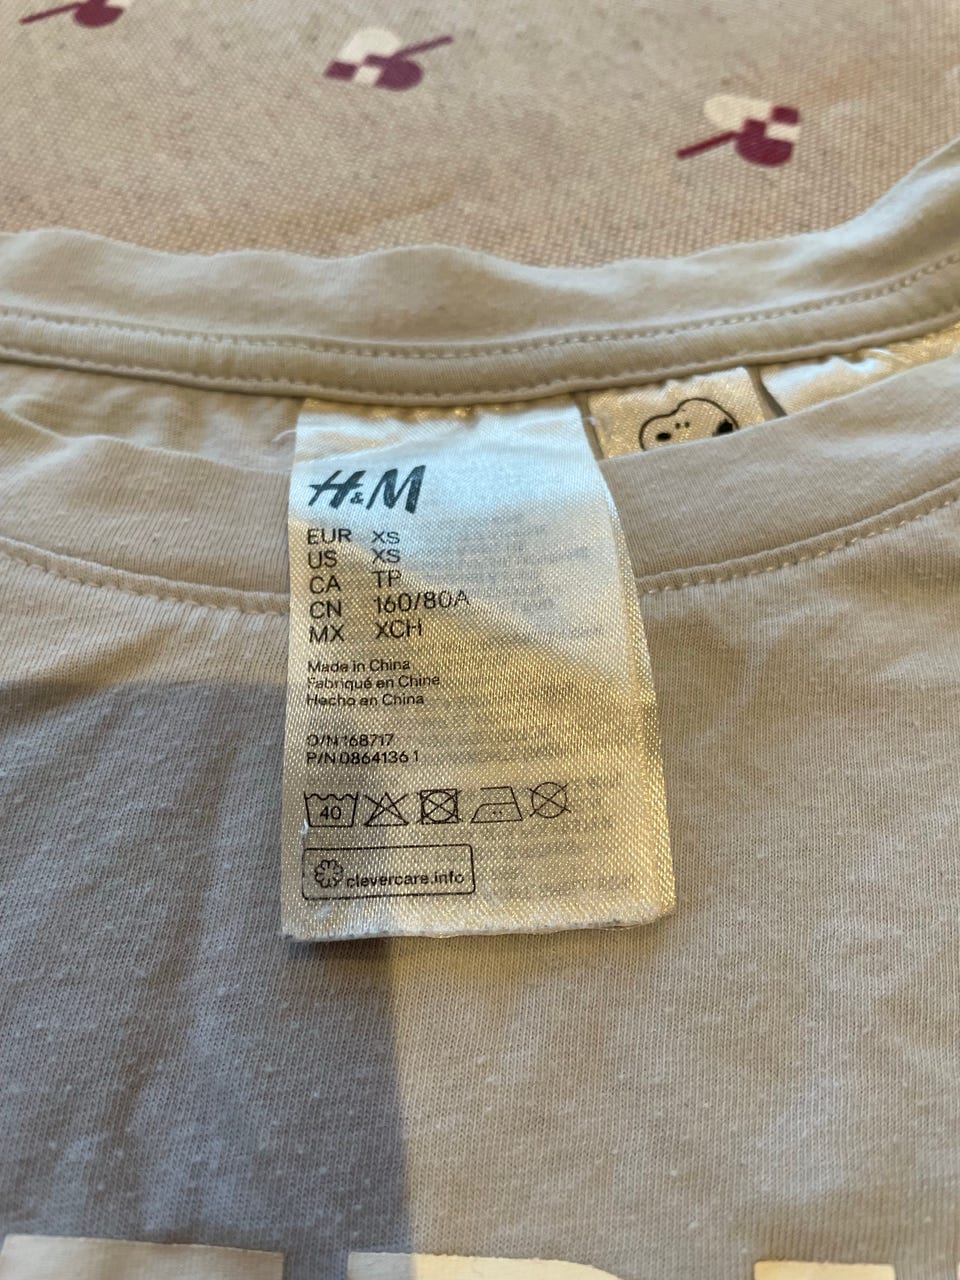 H&M
EUR XS
US XS
CA TP
CN 160/80A
MX XCH
Made in China
Fabriqué en Chine
Hecho en China
O/N 168717
P/N 0864136 1
40
clevercare.info